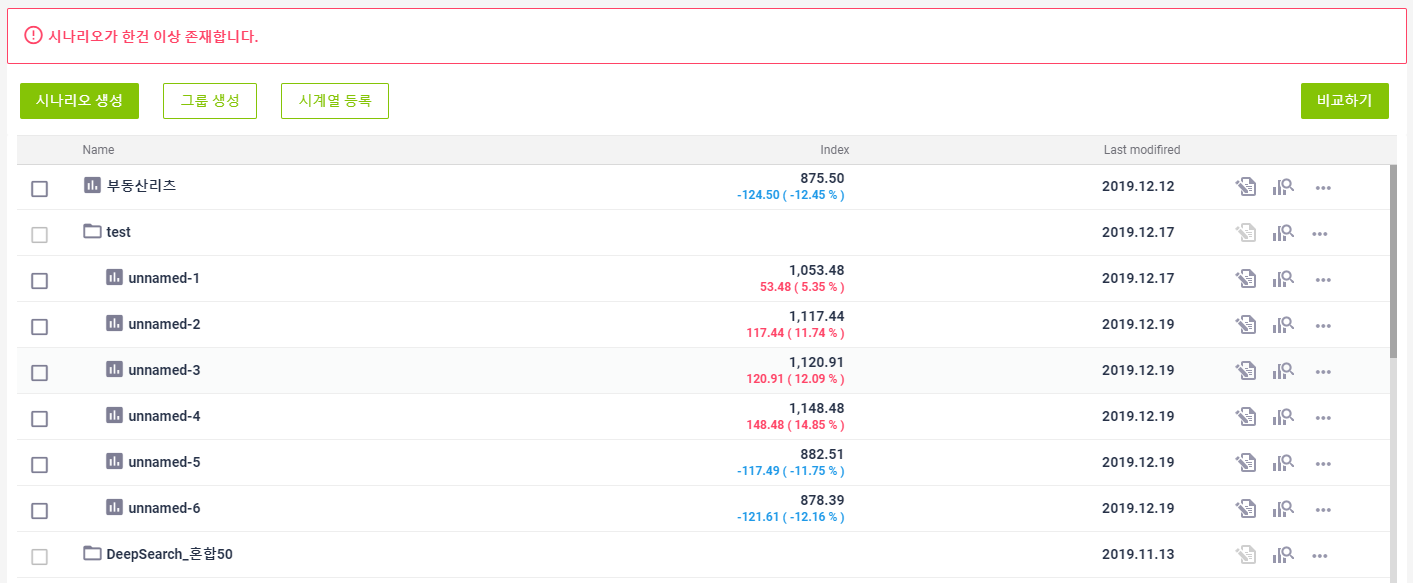 시나리오가 한건 이상 존재합니다.
시나리오 생성
그룹 생성
시계열 등록
비교하기
Name Index Last modifired
부동산리츠 875.50 2019.12.12
-124.50 ( -12.45 % )
test 2019.12.17
unnamed-1 1,053.48 2019.12.17
53.48 ( 5.35 % )
unnamed-2 1,117.44 2019.12.19
117.44 ( 11.74 % )
unnamed-3 1,120.91 2019.12.19
120.91 ( 12.09 % )
unnamed-4 1,148.48 2019.12.19
148.48 ( 14.85 % )
unnamed-5 882.51 2019.12.19
-117.49 ( -11.75 % )
unnamed-6 878.39 2019.12.19
-121.61 ( -12.16 % )
DeepSearch_혼합50 2019.11.13